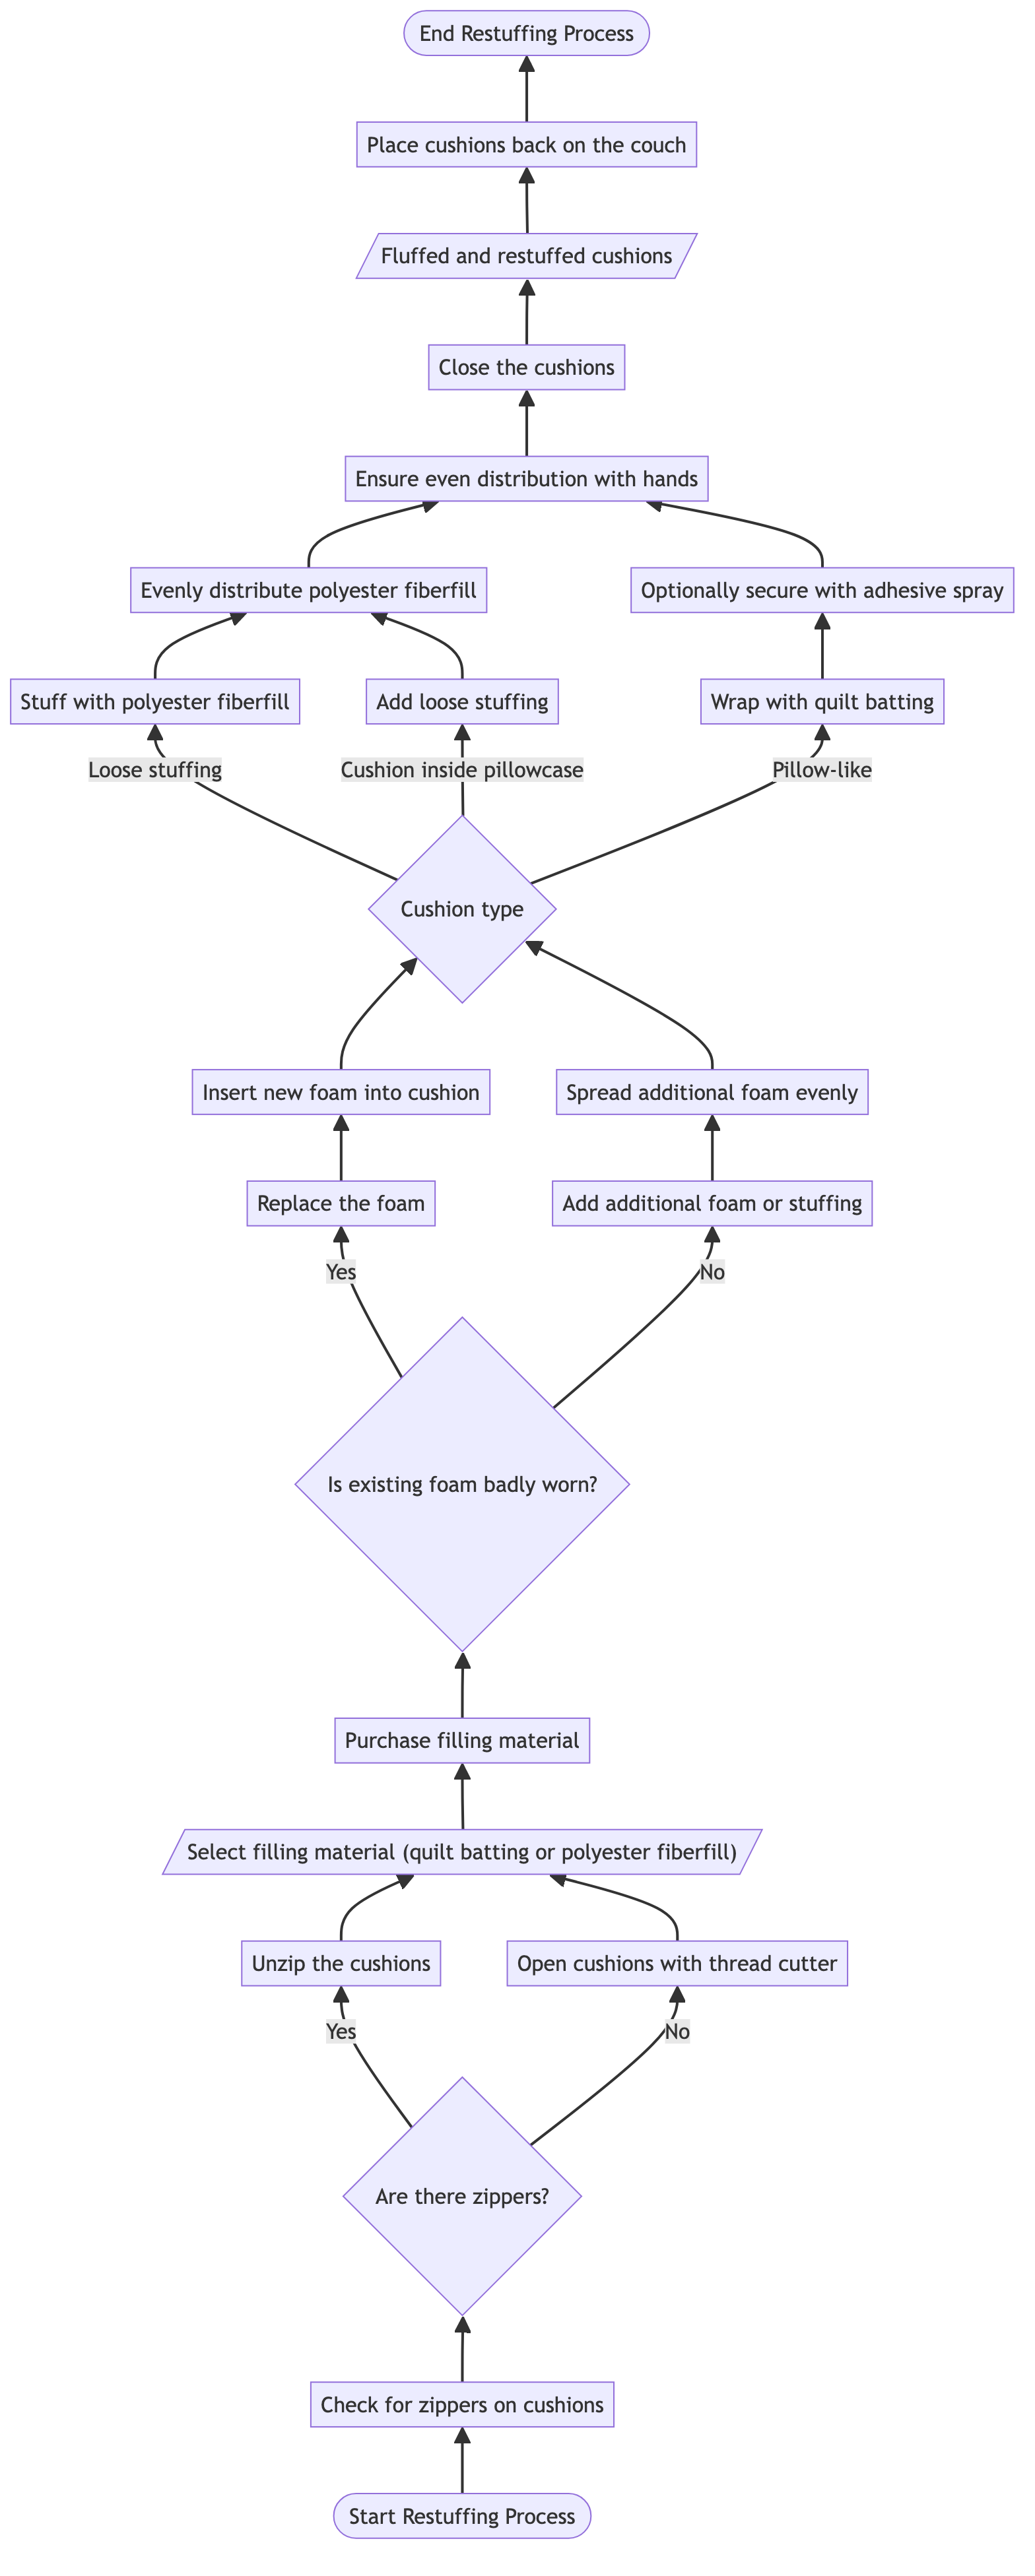 End Restuffing Process
Place cushions back on the couch
Fluffed and restuffed cushions
Close the cushions
Ensure even distribution with hands
Evenly distribute polyester fiberfill
Optionally secure with adhesive spray
Stuff with polyester fiberfill
Add loose stuffing
Wrap with quilt batting
Loose stuffing
Cushion inside pillowcase
Pillow-like
Cushion type
Insert new foam into cushion
Spread additional foam evenly
Replace the foam
Add additional foam or stuffing
Yes
No
Is existing foam badly worn?
Purchase filling material
Select filling material (quilt batting or polyester fiberfill)
Unzip the cushions
Open cushions with thread cutter
Yes
No
Are there zippers?
Check for zippers on cushions
Start Restuffing Process